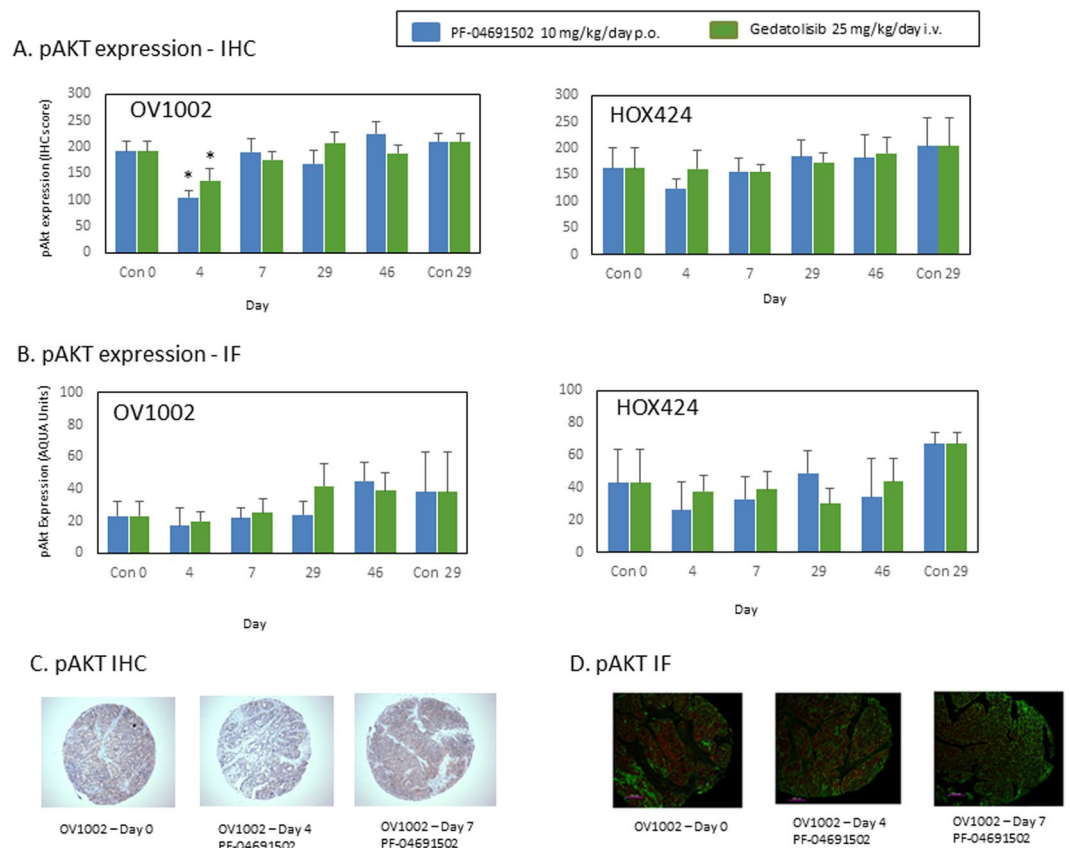 PF-04691502 10 mg/kg/day p.o. Gedatolisib 25 mg/kg/day i.v.
A. pAKT expression - IHC
pAkt expression (IHC score)
300
250
200
150
100
50
0
OV1002
* *
Con 0 4 7 29 46 Con 29
Day
300
250
200
150
100
50
0
HOX424
Con 0 4 7 29 46 Con 29
Day
B. pAKT expression - IF
pAkt Expression (AQUA Units)
100
80
60
40
20
0
OV1002
Con 0 4 7 29 46 Con 29
Day
100
80
60
40
20
0
HOX424
Con 0 4 7 29 46 Con 29
Day
C. pAKT IHC
OV1002 – Day 0
OV1002 – Day 4
PF-04691502
OV1002 – Day 7
PF-04691502
D. pAKT IF
OV1002 – Day 0
OV1002 – Day 4
PF-04691502
OV1002 – Day 7
PF-04691502